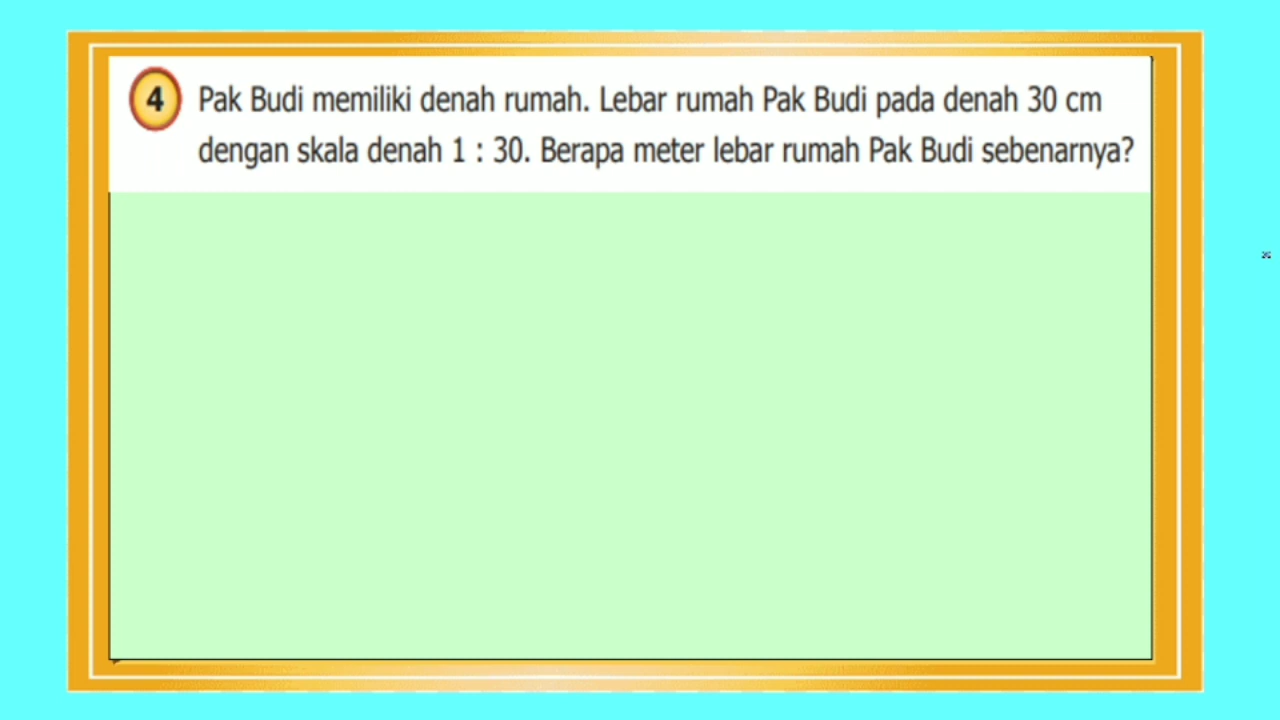 4 Pak Budi memiliki denah rumah. Lebar rumah Pak Budi pada denah 30 cm
dengan skala denah 1 : 30. Berapa meter lebar rumah Pak Budi sebenarnya?